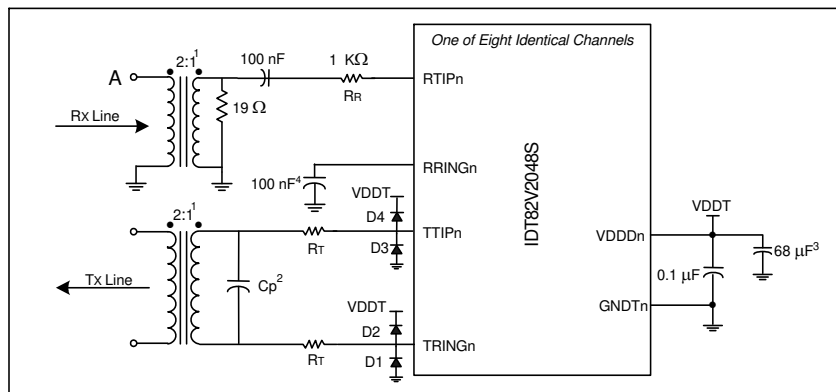 One of Eight Identical Channels
A
2:1¹
100 nF
1 KΩ
RR
RTIPn
19 Ω
Rx Line
RRINGn
100 nF⁴
VDDT
D4
D3
TTIPn
2:1¹
RT
Cp²
Tx Line
VDDT
D2
D1
RT
TRINGn
IDT82V2048S
VDDT
VDDDn
68 µF³
0.1 µF
GNDTn